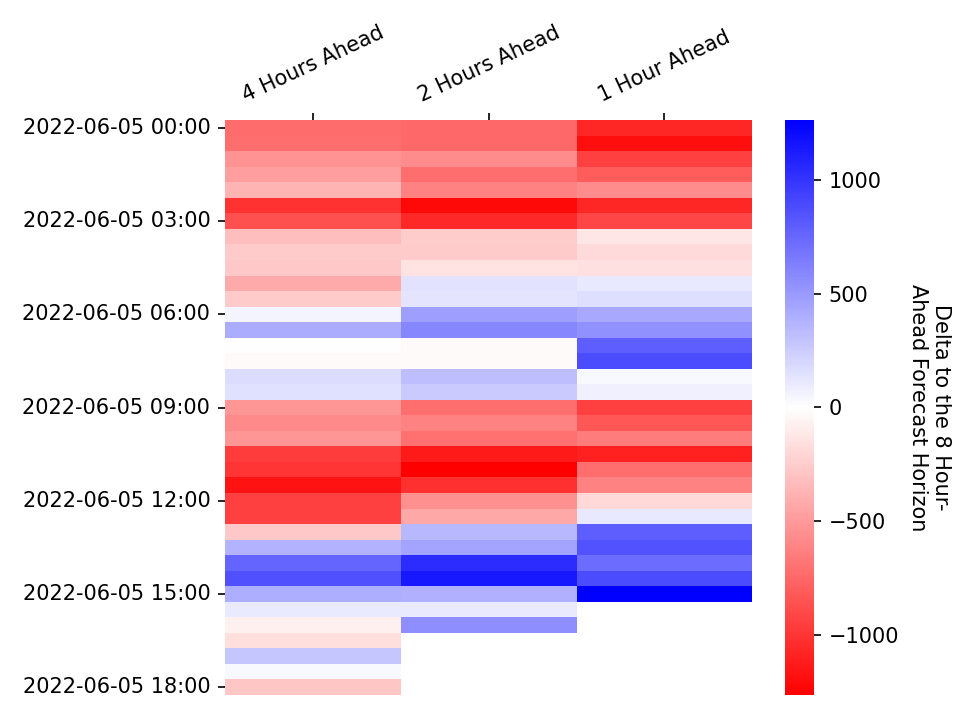 4 Hours Ahead
2 Hours Ahead
1 Hour Ahead
2022-06-05 00:00
2022-06-05 03:00
2022-06-05 06:00
2022-06-05 09:00
2022-06-05 12:00
2022-06-05 15:00
2022-06-05 18:00
1000
500
0
−500
−1000
Delta to the 8 Hour-
Ahead Forecast Horizon